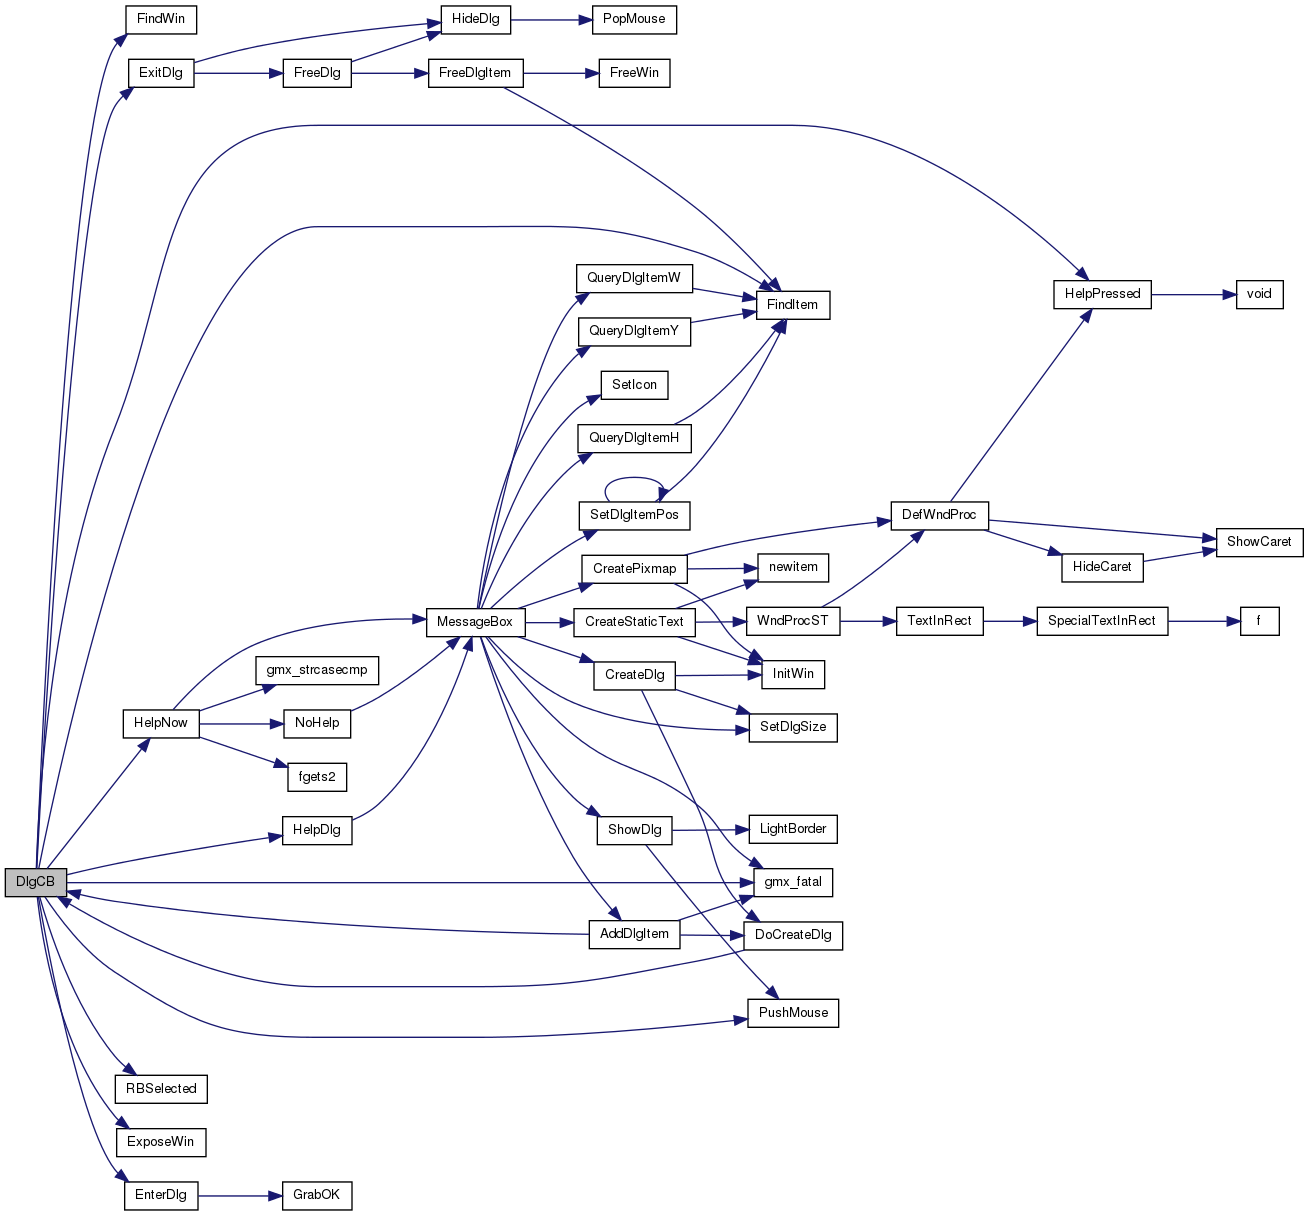 FindWin
HideDlg
PopMouse
ExitDlg
FreeDlg
FreeDlgItem
FreeWin
QueryDlgItemW
FindItem
HelpPressed
void
QueryDlgItemY
SetIcon
QueryDlgItemH
SetDlgItemPos
DefWndProc
ShowCaret
CreatePixmap
newitem
HideCaret
MessageBox
CreateStaticText
WndProcST
TextInRect
SpecialTextInRect
f
gmx_strcasecmp
CreateDlg
InitWin
HelpNow
NoHelp
SetDlgSize
fgets2
HelpDlg
ShowDlg
LightBorder
DlgCB
gmx_fatal
AddDlgItem
DoCreateDlg
PushMouse
RBSelected
ExposeWin
EnterDlg
GrabOK